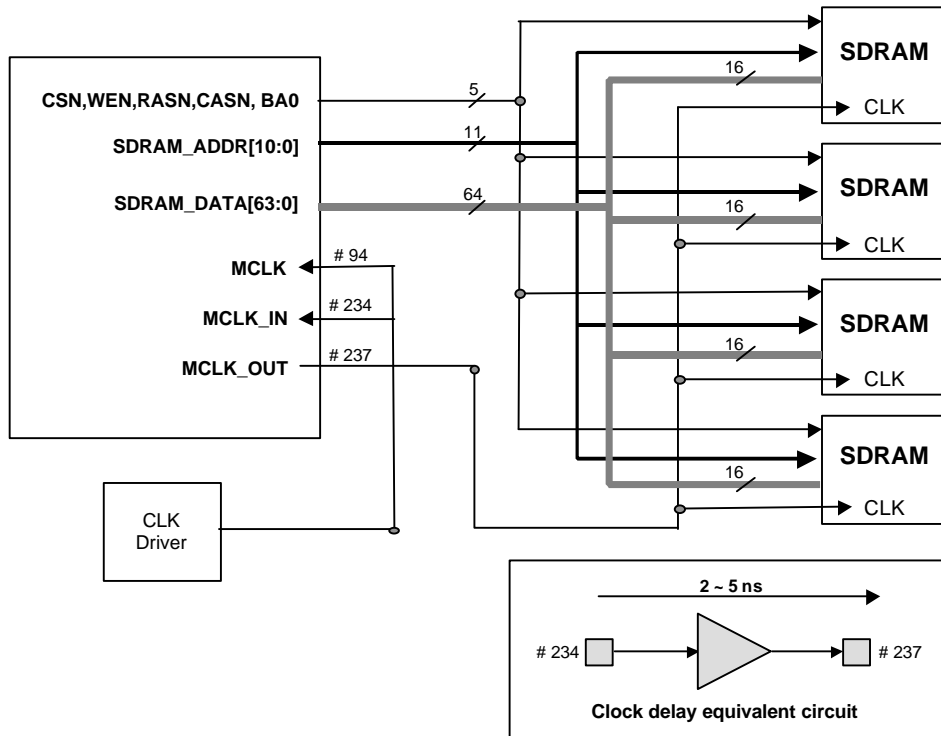 CSN,WEN,RASN,CASN, BA0
5
SDRAM_ADDR[10:0]
11
SDRAM_DATA[63:0]
64
MCLK
# 94
MCLK_IN
# 234
MCLK_OUT
# 237
CLK
Driver
SDRAM
16
CLK
SDRAM
16
CLK
SDRAM
16
CLK
SDRAM
16
CLK
2 ~ 5 ns
# 234
# 237
Clock delay equivalent circuit